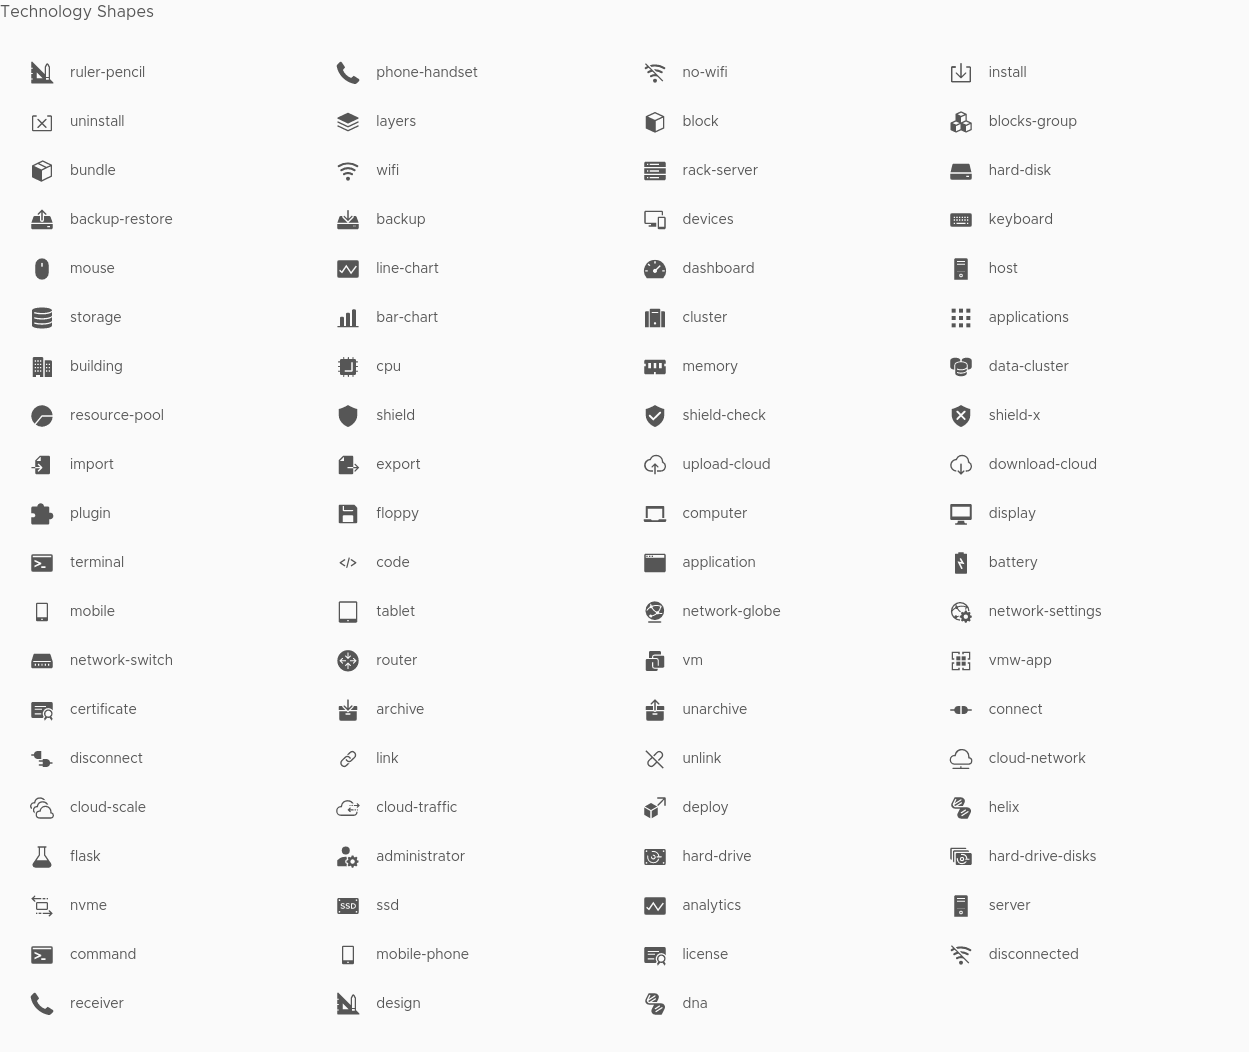 Technology Shapes
ruler-pencil
phone-handset
no-wifi
install
uninstall
layers
block
blocks-group
bundle
wifi
rack-server
hard-disk
backup-restore
backup
devices
keyboard
mouse
line-chart
dashboard
host
storage
bar-chart
cluster
applications
building
cpu
memory
data-cluster
resource-pool
shield
shield-check
shield-x
import
export
upload-cloud
download-cloud
plugin
floppy
computer
display
terminal
code
application
battery
mobile
tablet
network-globe
network-settings
network-switch
router
vm
vmw-app
certificate
archive
unarchive
connect
disconnect
link
unlink
cloud-network
cloud-scale
cloud-traffic
deploy
helix
flask
administrator
hard-drive
hard-drive-disks
nvme
SSD
ssd
analytics
server
command
mobile-phone
license
disconnected
receiver
design
dna